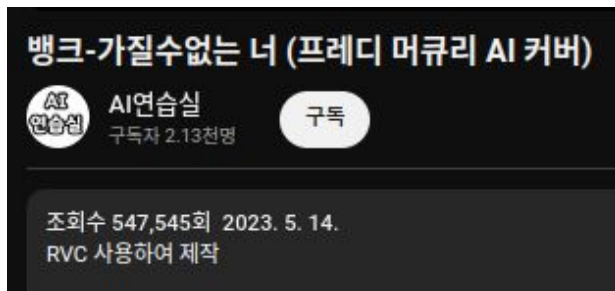 뱅크-가질수없는 너 (프레디 머큐리 AI 커버)
AI
연습실
AI연습실
구독자 2.13천명
구독
조회수 547,545회 2023. 5. 14.
RVC 사용하여 제작